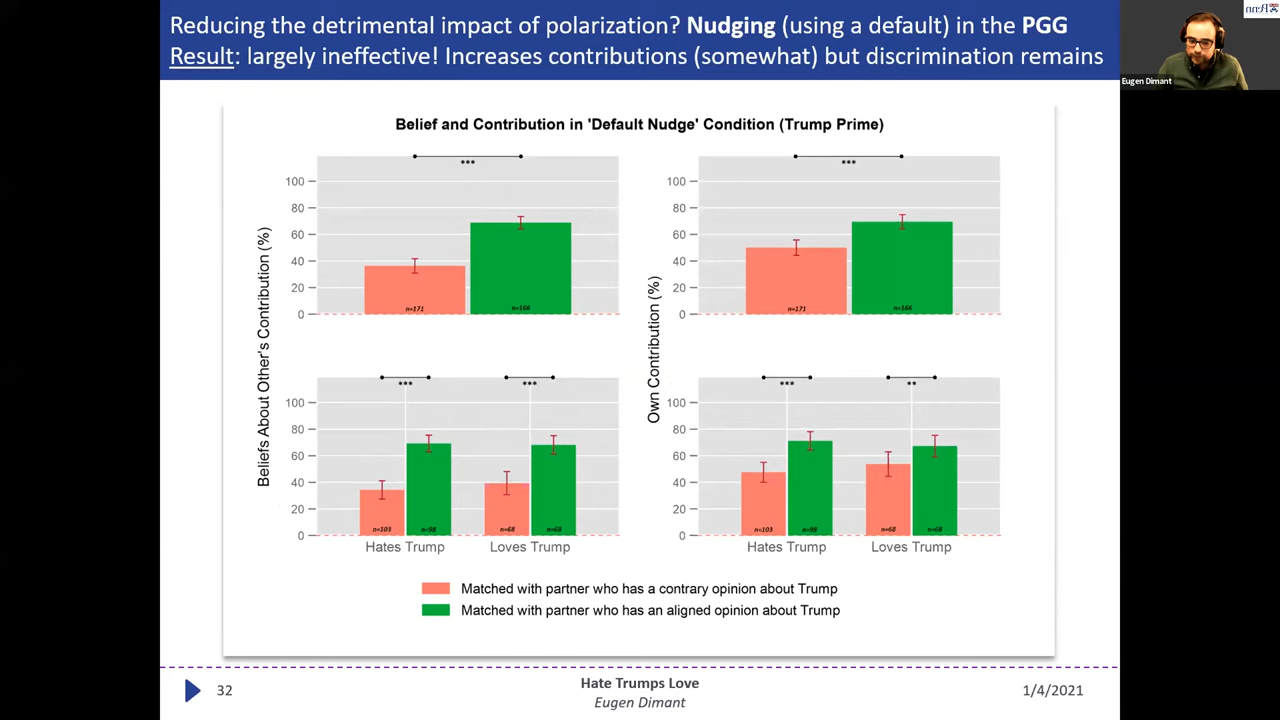 Reducing the detrimental impact of polarization? Nudging (using a default) in the PGG
Result: largely ineffective! Increases contributions (somewhat) but discrimination remains
Eugen Dimant
Belief and Contribution in 'Default Nudge' Condition (Trump Prime)
Beliefs About Other's Contribution (%)
***
100
80
60
40
20
0
n=171
n=166
Own Contribution (%)
***
100
80
60
40
20
0
n=171
n=166
*** ***
100
80
60
40
20
0
n=103 n=98 n=68 n=68
Hates Trump Loves Trump
*** **
100
80
60
40
20
0
n=103 n=98 n=68 n=68
Hates Trump Loves Trump
Matched with partner who has a contrary opinion about Trump
Matched with partner who has an aligned opinion about Trump
32
Hate Trumps Love
Eugen Dimant
1/4/2021